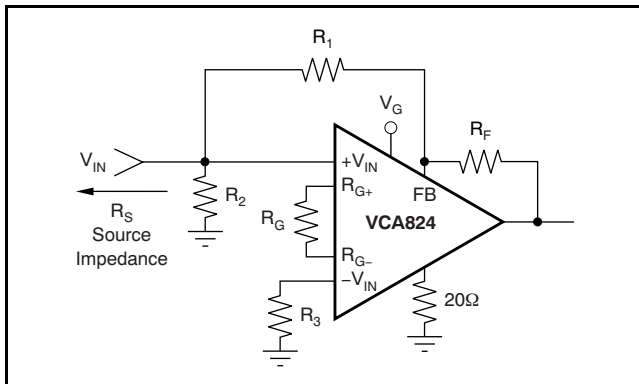 R1
VG
RF
VIN
+VIN
FB
RS
Source
Impedance
R2
RG+
RG
VCA824
RG−
−VIN
R3
20Ω